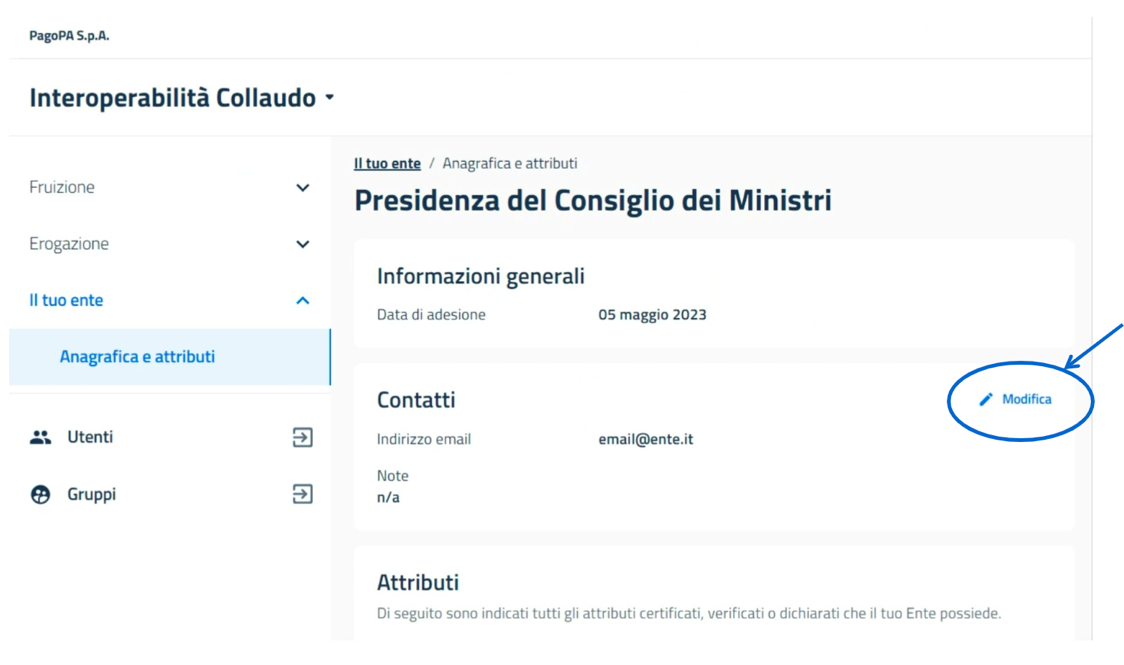 PagoPA S.p.A.
Interoperabilità Collaudo
Fruizione
Erogazione
Il tuo ente
Anagrafica e attributi
Utenti
Gruppi
Il tuo ente / Anagrafica e attributi
Presidenza del Consiglio dei Ministri
Informazioni generali
Data di adesione 05 maggio 2023
Contatti
Modifica
Indirizzo email email@ente.it
Note
n/a
Attributi
Di seguito sono indicati tutti gli attributi certificati, verificati o dichiarati che il tuo Ente possiede.